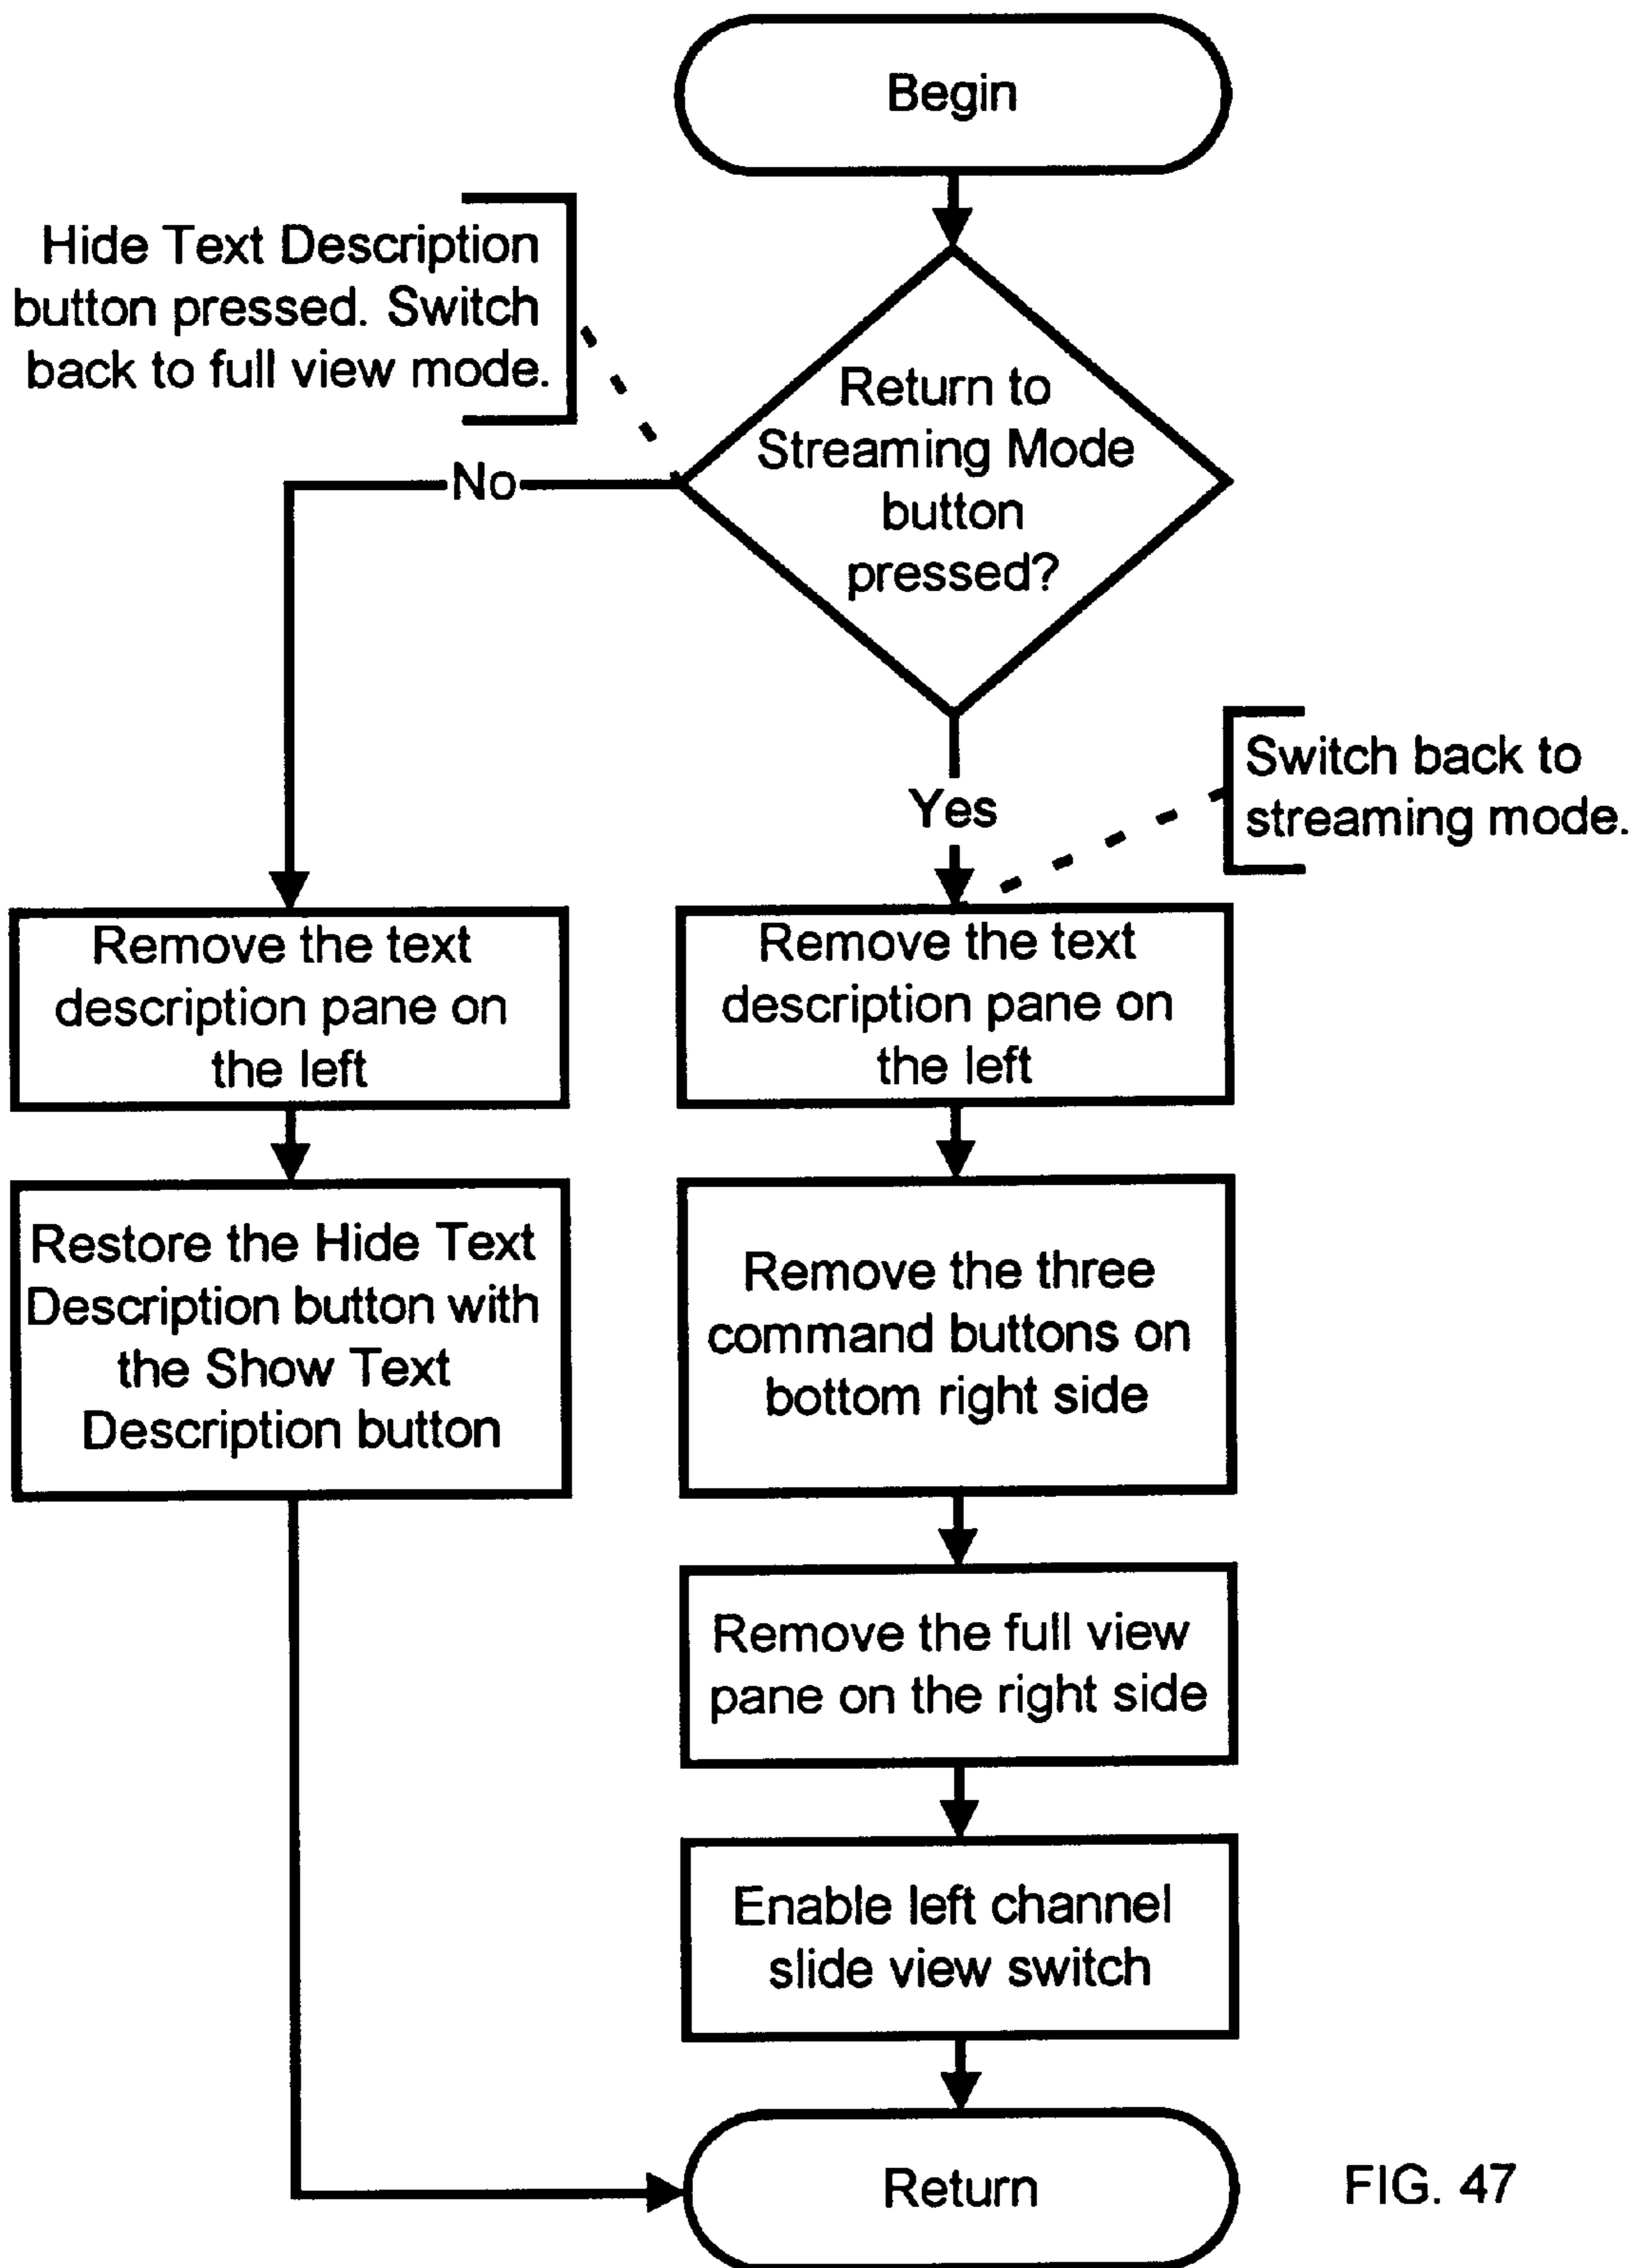 Begin
Hide Text Description
button pressed. Switch
back to full view mode.
Return to
Streaming Mode
button
pressed?
No
Yes
Switch back to
streaming mode.
Remove the text
description pane on
the left
Remove the text
description pane on
the left
Restore the Hide Text
Description button with
the Show Text
Description button
Remove the three
command buttons on
bottom right side
Remove the full view
pane on the right side
Enable left channel
slide view switch
Return
FIG. 47